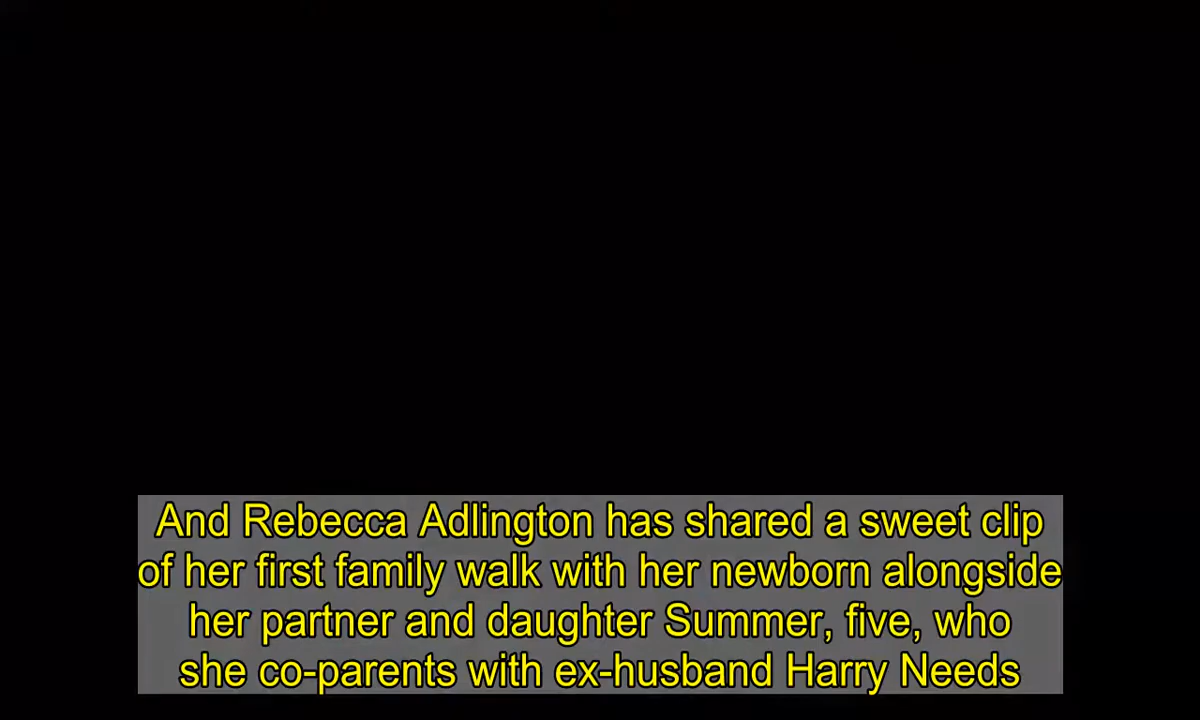 And Rebecca Adlington has shared a sweet clip
of her first family walk with her newborn alongside
her partner and daughter Summer, five, who
she co-parents with ex-husband Harry Needs